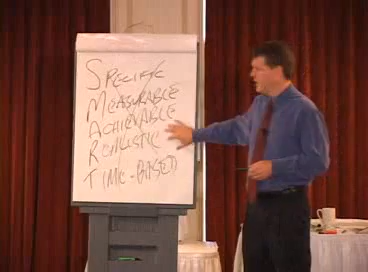 SPECIFIC
MEASURABLE
ACHIEVABLE
REALISTIC
TIME-BASED